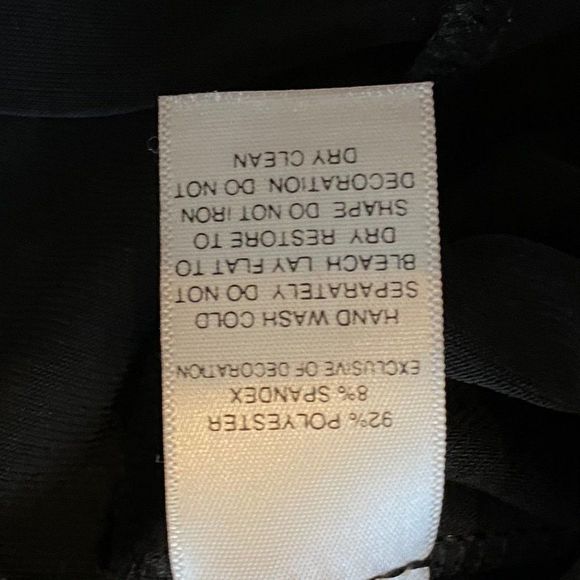 92% POLYESTER
8% SPANDEX
EXCLUSIVE OF DECORATION
HAND WASH COLD
SEPARATELY DO NOT
BLEACH LAY FLAT TO
DRY RESTORE TO
SHAPE DO NOT IRON
DECORATION DO NOT
DRY CLEAN